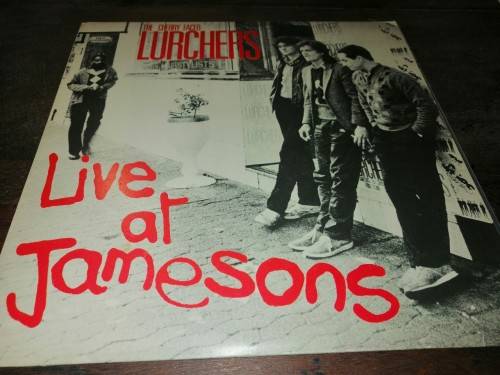 THE CHERRY FACED
LURCHERS
Live
at
Jamesons